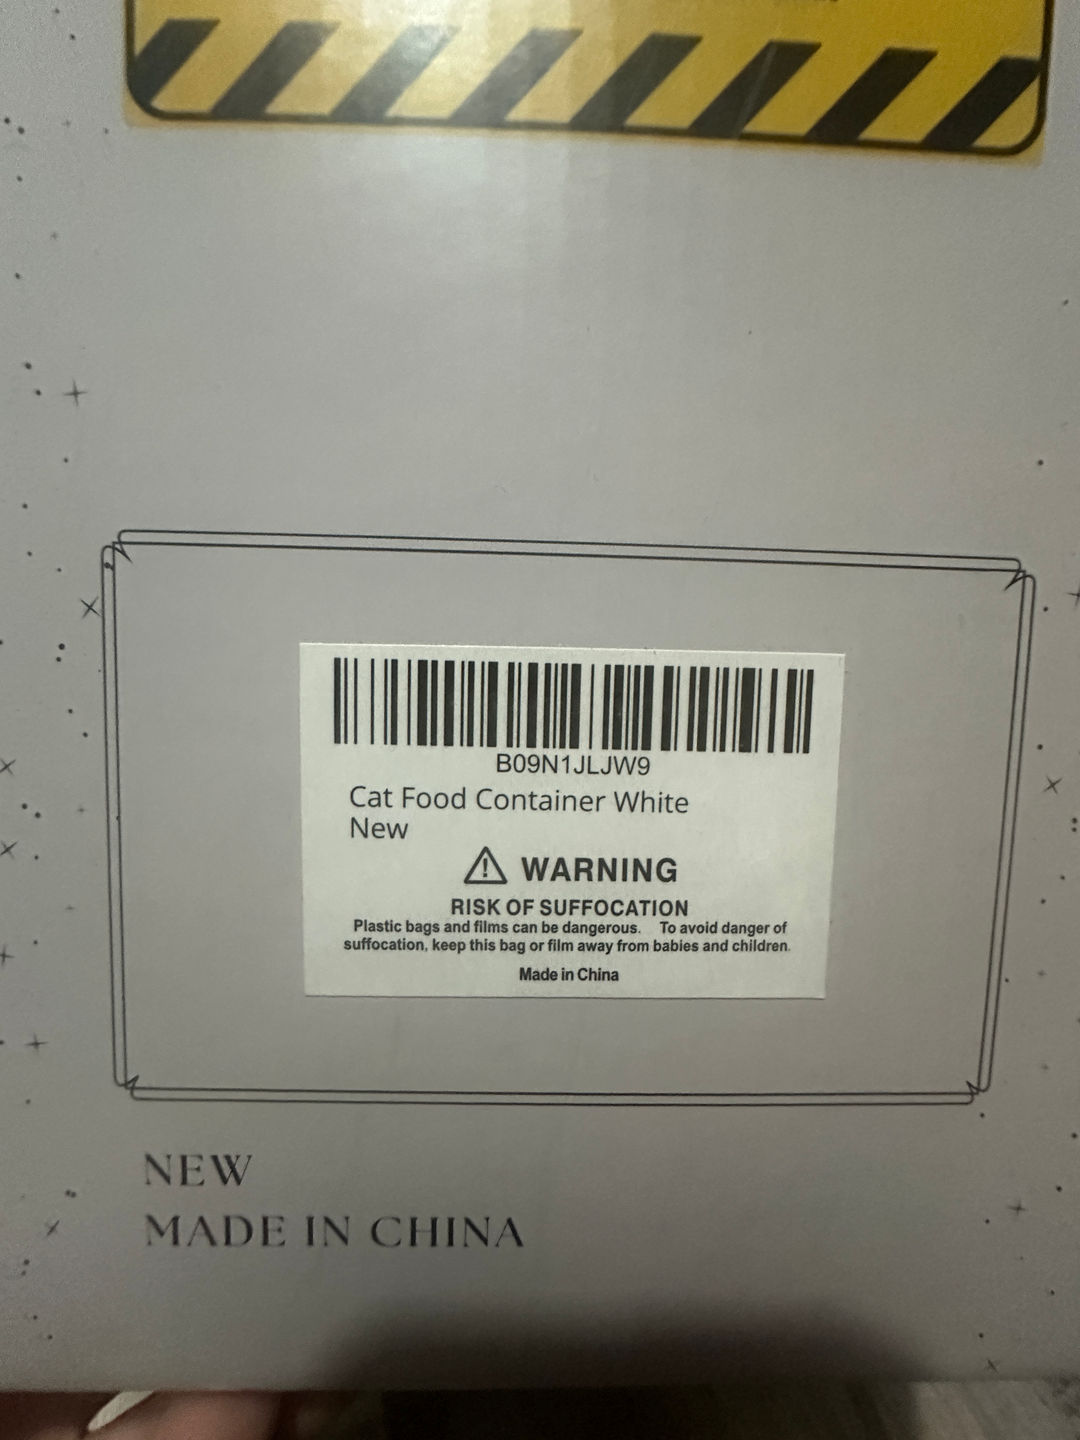 B09N1JLJW9
Cat Food Container White
New
WARNING
RISK OF SUFFOCATION
Plastic bags and films can be dangerous. To avoid danger of
suffocation, keep this bag or film away from babies and children.
Made in China
NEW
MADE IN CHINA